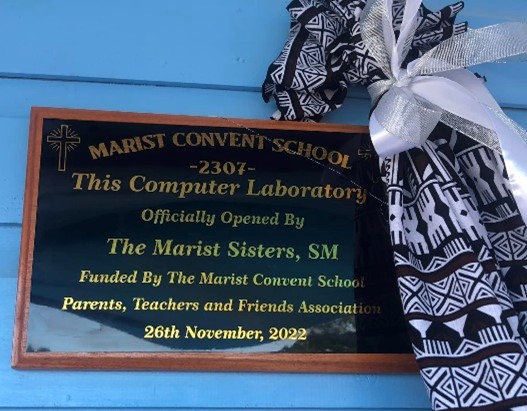 MARIST CONVENT SCHOOL
-2307-
This Computer Laboratory
Officially Opened By
The Marist Sisters, SM
Funded By The Marist Convent School
Parents, Teachers and Friends Association
26th November, 2022